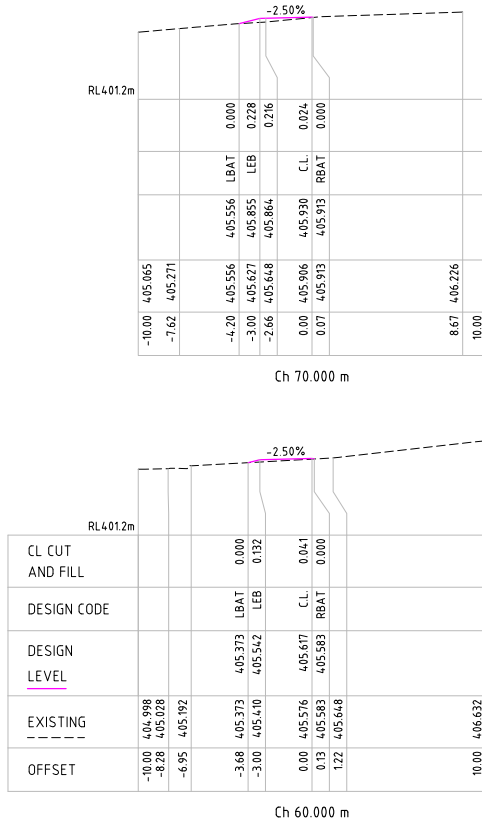 -2.50%
RL401.2m
0.000 0.228 0.216 0.024 0.000
LBAT LEB C.L. RBAT
405.556 405.855 405.864 405.930 405.913
405.065 405.271 405.556 405.627 405.648 405.906 405.913 406.226
-10.00 -7.62 -4.20 -3.00 -2.66 0.00 0.07 8.67 10.00
Ch 70.000 m
-2.50%
RL401.2m
CL CUT
AND FILL
0.000 0.132 0.041 0.000
DESIGN CODE
LBAT LEB C.L. RBAT
DESIGN
LEVEL
405.373 405.542 405.617 405.583
EXISTING
404.998 405.028 405.192 405.373 405.410 405.576 405.583 405.648 406.632
OFFSET
-10.00 -8.28 -6.95 -3.68 -3.00 0.00 0.13 1.22 10.00
Ch 60.000 m